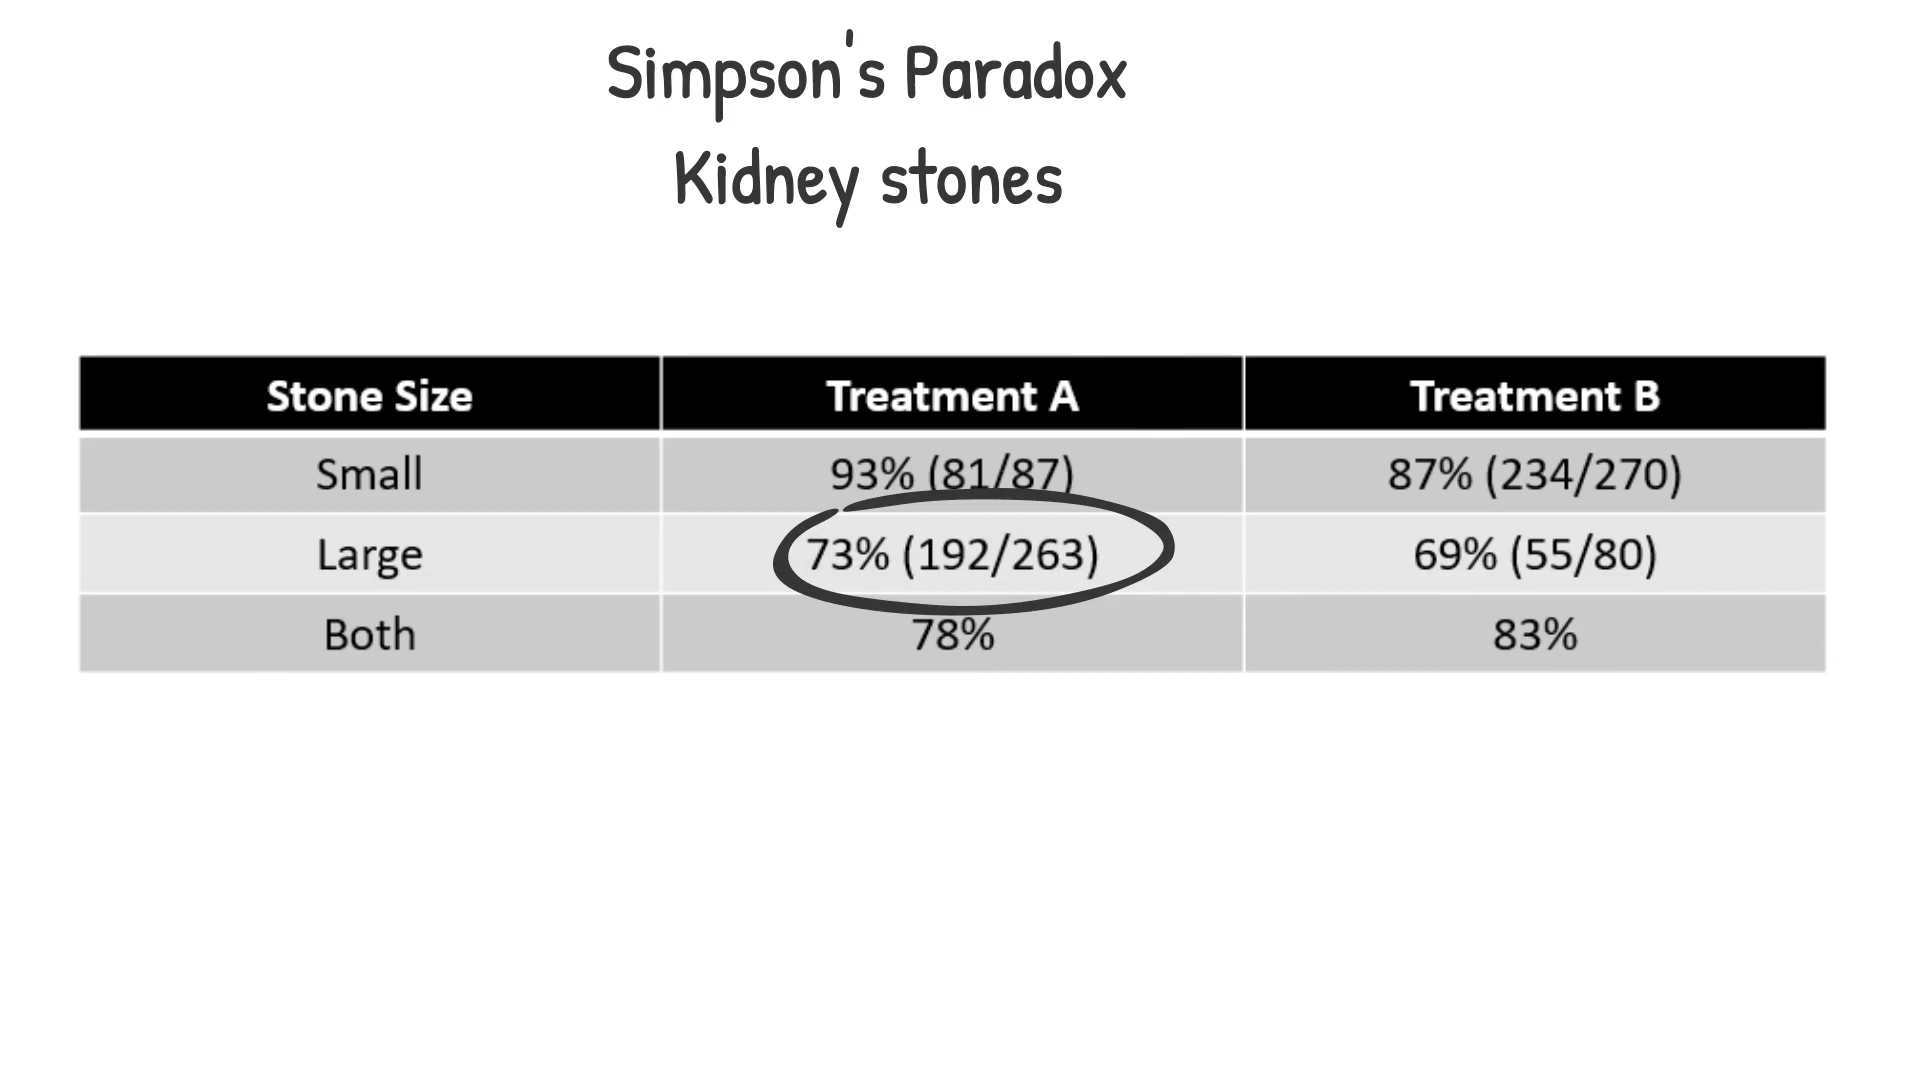 Simpson's Paradox
Kidney stones
Stone Size Treatment A Treatment B
Small 93% (81/87) 87% (234/270)
Large 73% (192/263) 69% (55/80)
Both 78% 83%